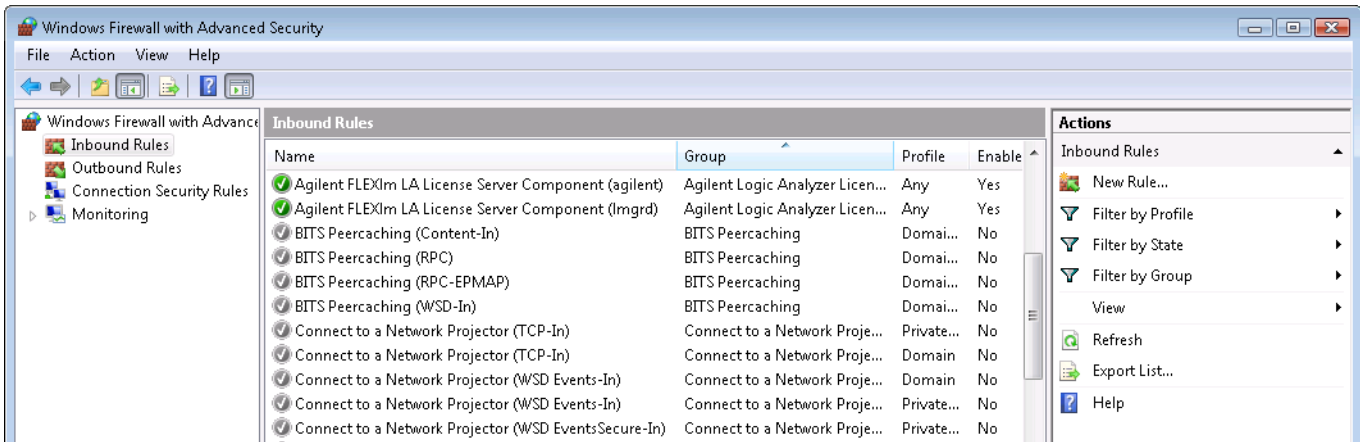 Windows Firewall with Advanced Security
File Action View Help
Windows Firewall with Advance
Inbound Rules
Outbound Rules
Connection Security Rules
Monitoring
Inbound Rules
Name Group Profile Enable
Agilent FLEXlm LA License Server Component (agilent) Agilent Logic Analyzer Licen... Any Yes
Agilent FLEXlm LA License Server Component (lmgrd) Agilent Logic Analyzer Licen... Any Yes
BITS Peercaching (Content-In) BITS Peercaching Domai... No
BITS Peercaching (RPC) BITS Peercaching Domai... No
BITS Peercaching (RPC-EPMAP) BITS Peercaching Domai... No
BITS Peercaching (WSD-In) BITS Peercaching Domai... No
Connect to a Network Projector (TCP-In) Connect to a Network Proje... Private... No
Connect to a Network Projector (TCP-In) Connect to a Network Proje... Domain No
Connect to a Network Projector (WSD Events-In) Connect to a Network Proje... Domain No
Connect to a Network Projector (WSD Events-In) Connect to a Network Proje... Private... No
Connect to a Network Projector (WSD EventsSecure-In) Connect to a Network Proje... Private... No
Actions
Inbound Rules
New Rule...
Filter by Profile
Filter by State
Filter by Group
View
Refresh
Export List...
Help